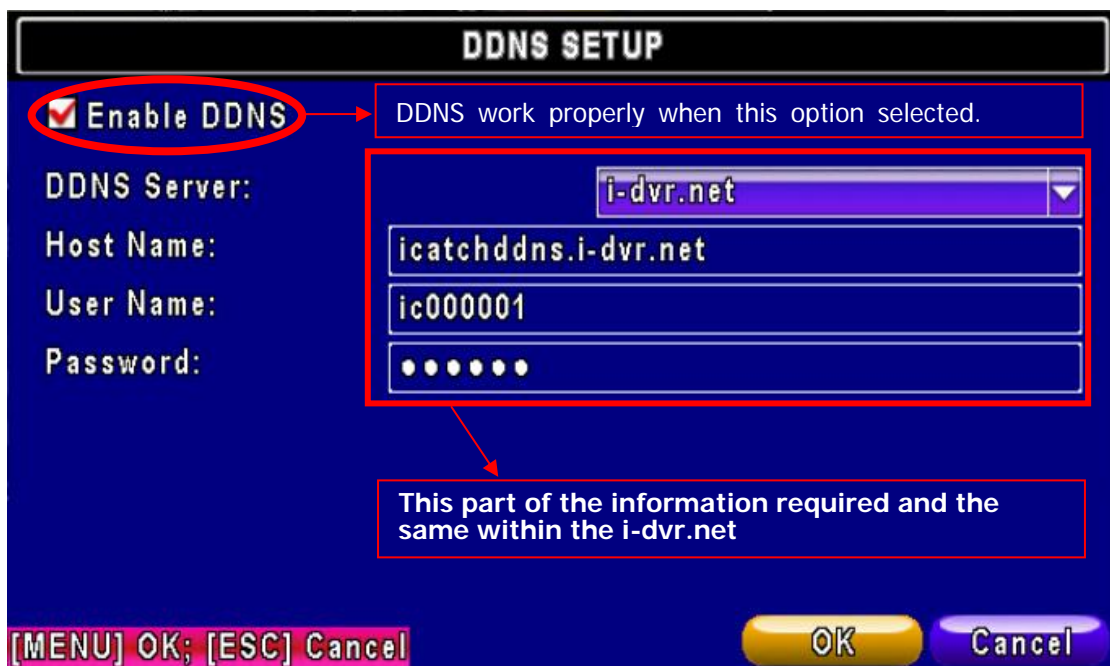 DDNS SETUP
Enable DDNS
DDNS work properly when this option selected.
DDNS Server:
i-dvr.net
Host Name:
icatchddns.i-dvr.net
User Name:
ic000001
Password:
●●●●●●
This part of the information required and the
same within the i-dvr.net
[MENU] OK; [ESC] Cancel
OK
Cancel